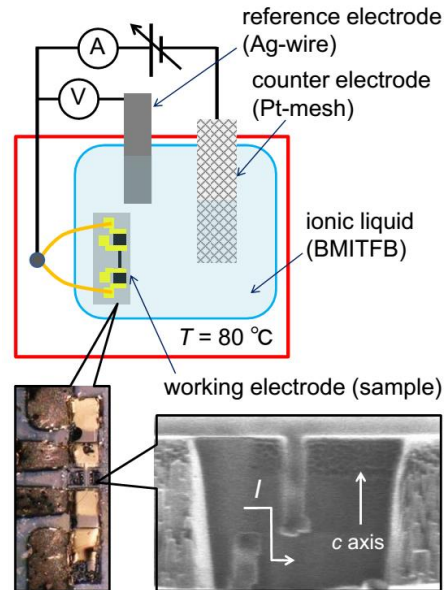 reference electrode
(Ag-wire)
A
counter electrode
(Pt-mesh)
V
ionic liquid
(BMITFB)
T = 80 ℃
working electrode (sample)
I
c axis